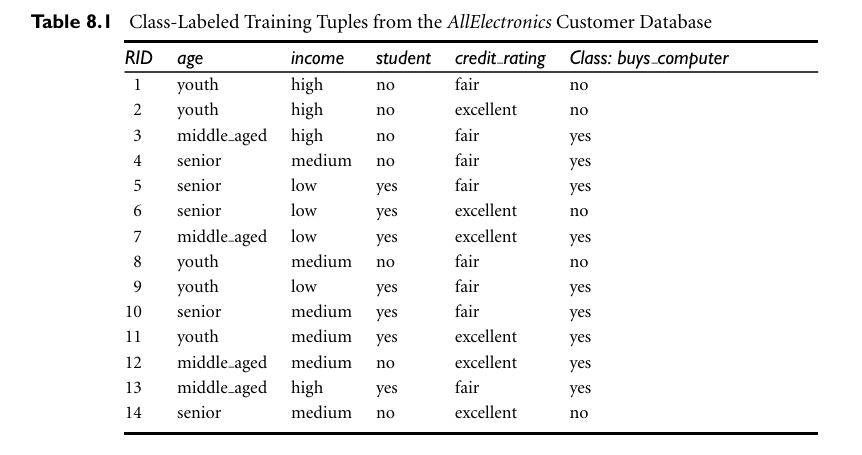 Table 8.1 Class-Labeled Training Tuples from the AllElectronics Customer Database
RID age income student credit_rating Class: buys_computer
1 youth high no fair no
2 youth high no excellent no
3 middle_aged high no fair yes
4 senior medium no fair yes
5 senior low yes fair yes
6 senior low yes excellent no
7 middle_aged low yes excellent yes
8 youth medium no fair no
9 youth low yes fair yes
10 senior medium yes fair yes
11 youth medium yes excellent yes
12 middle_aged medium no excellent yes
13 middle_aged high yes fair yes
14 senior medium no excellent no